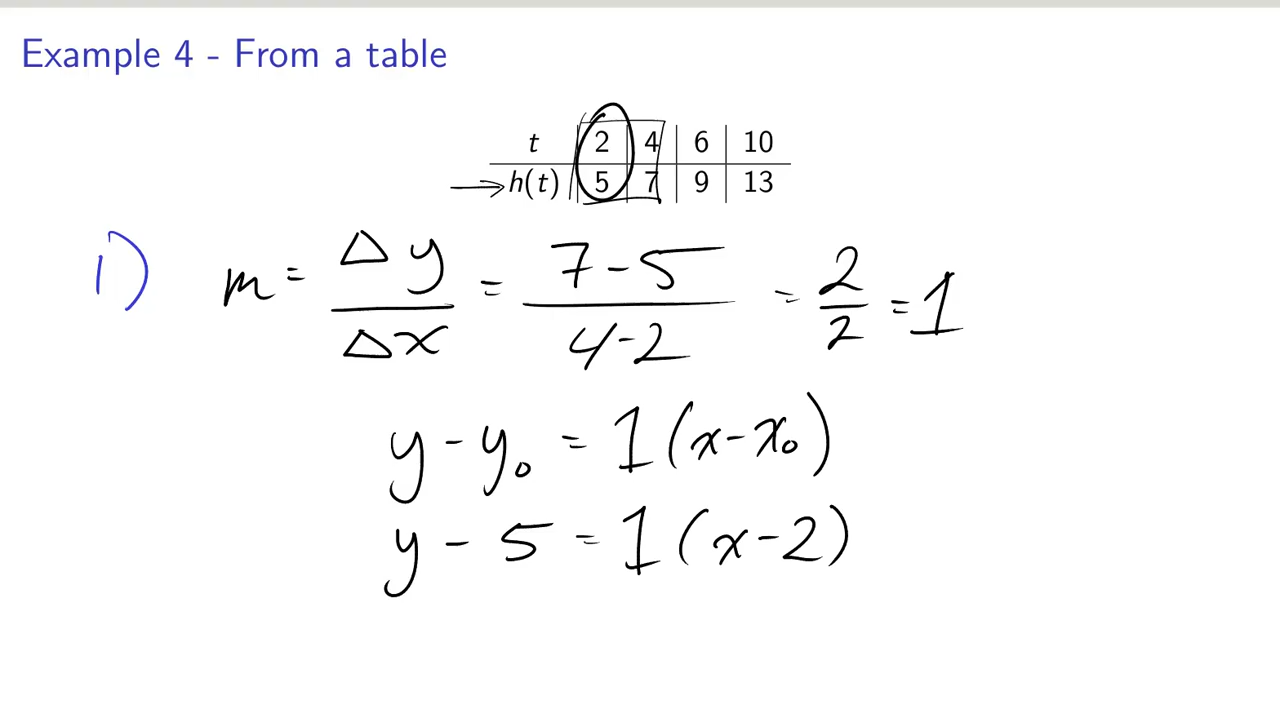 Example 4 - From a table
t 2 4 6 10
→ h(t) 5 7 9 13
i) m = Δy/Δx = 7-5/4-2 = 2/2 = 1
y - y₀ = 1(x - x₀)
y - 5 = 1(x - 2)